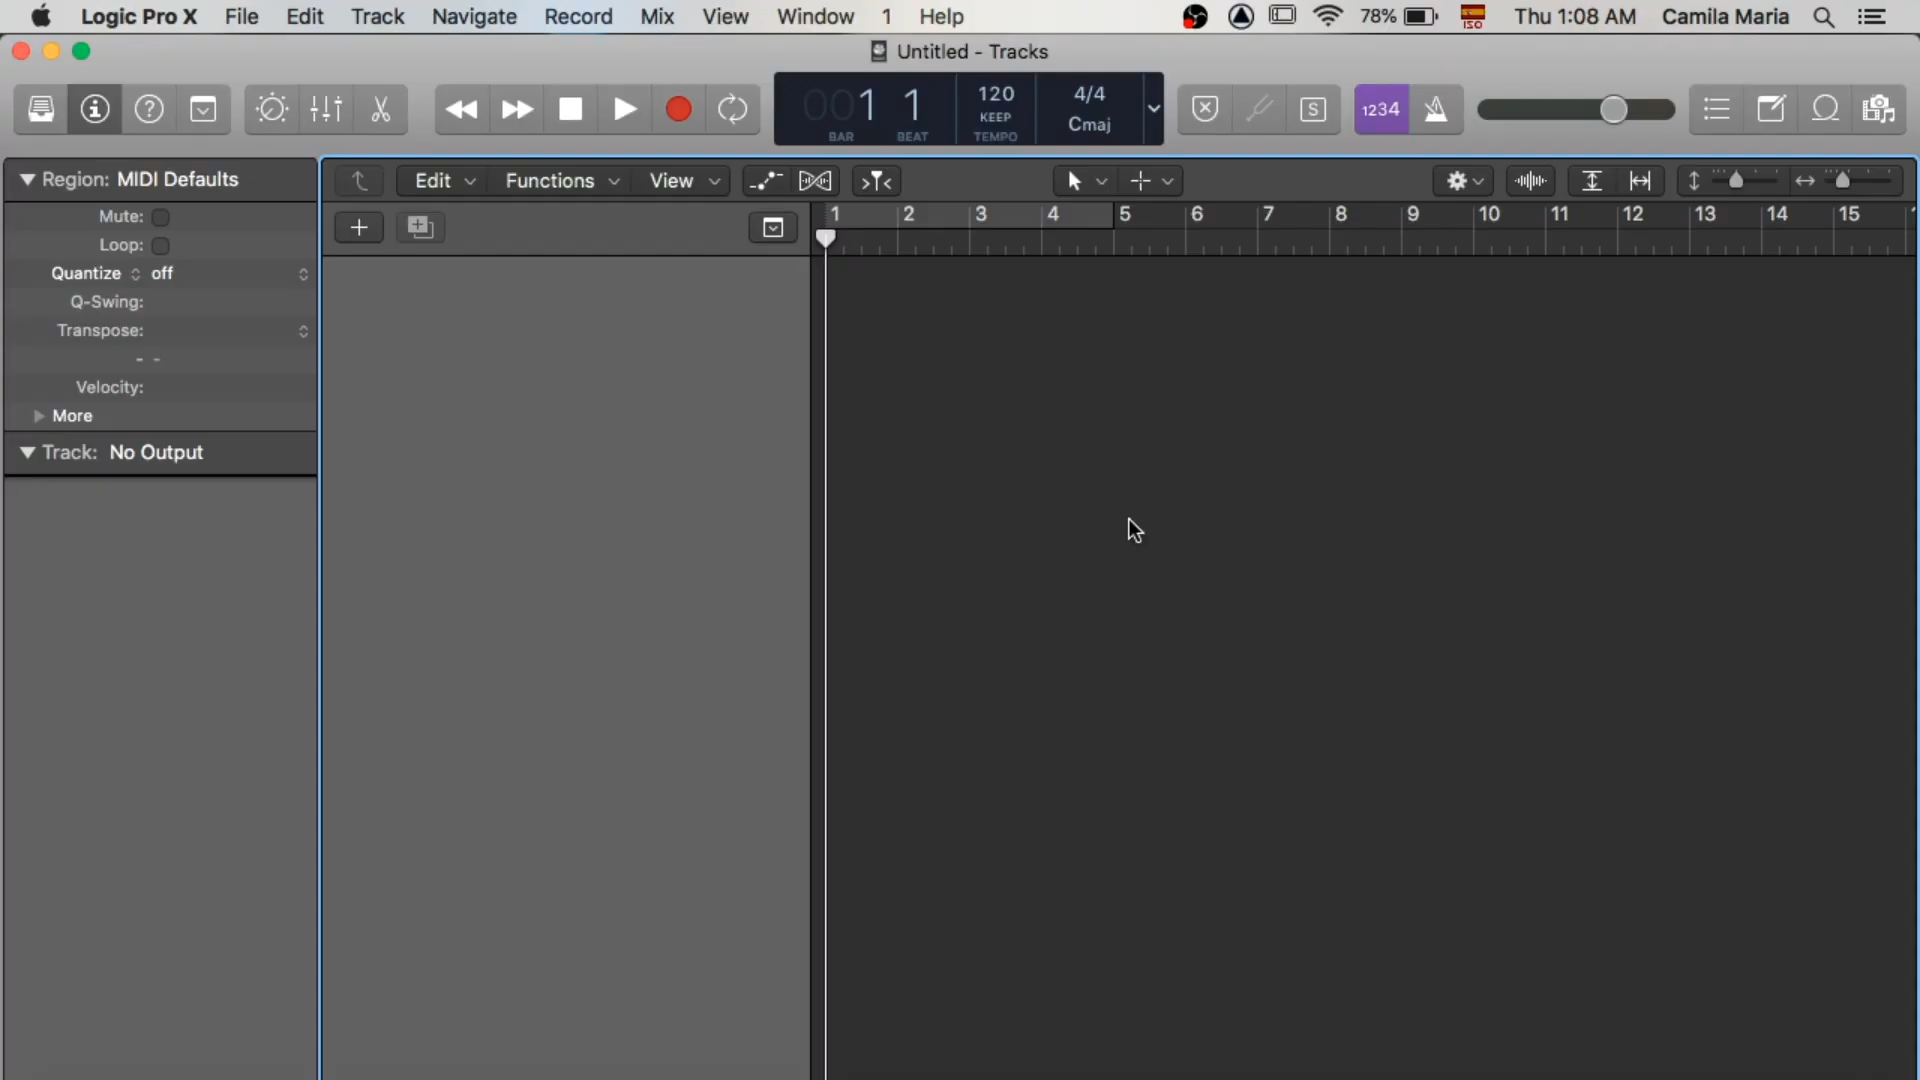 Logic Pro X File Edit Track Navigate Record Mix View Window 1 Help 78% ISO Thu 1:08 AM Camila Maria
Untitled - Tracks
001 1 120 KEEP TEMPO 4/4 Cmaj S 1234
BAR BEAT
Region: MIDI Defaults
Edit Functions View
Mute:
1 2 3 4 5 6 7 8 9 10 11 12 13 14 15
Loop:
Quantize off
Q-Swing:
Transpose:
- -
Velocity:
More
Track: No Output